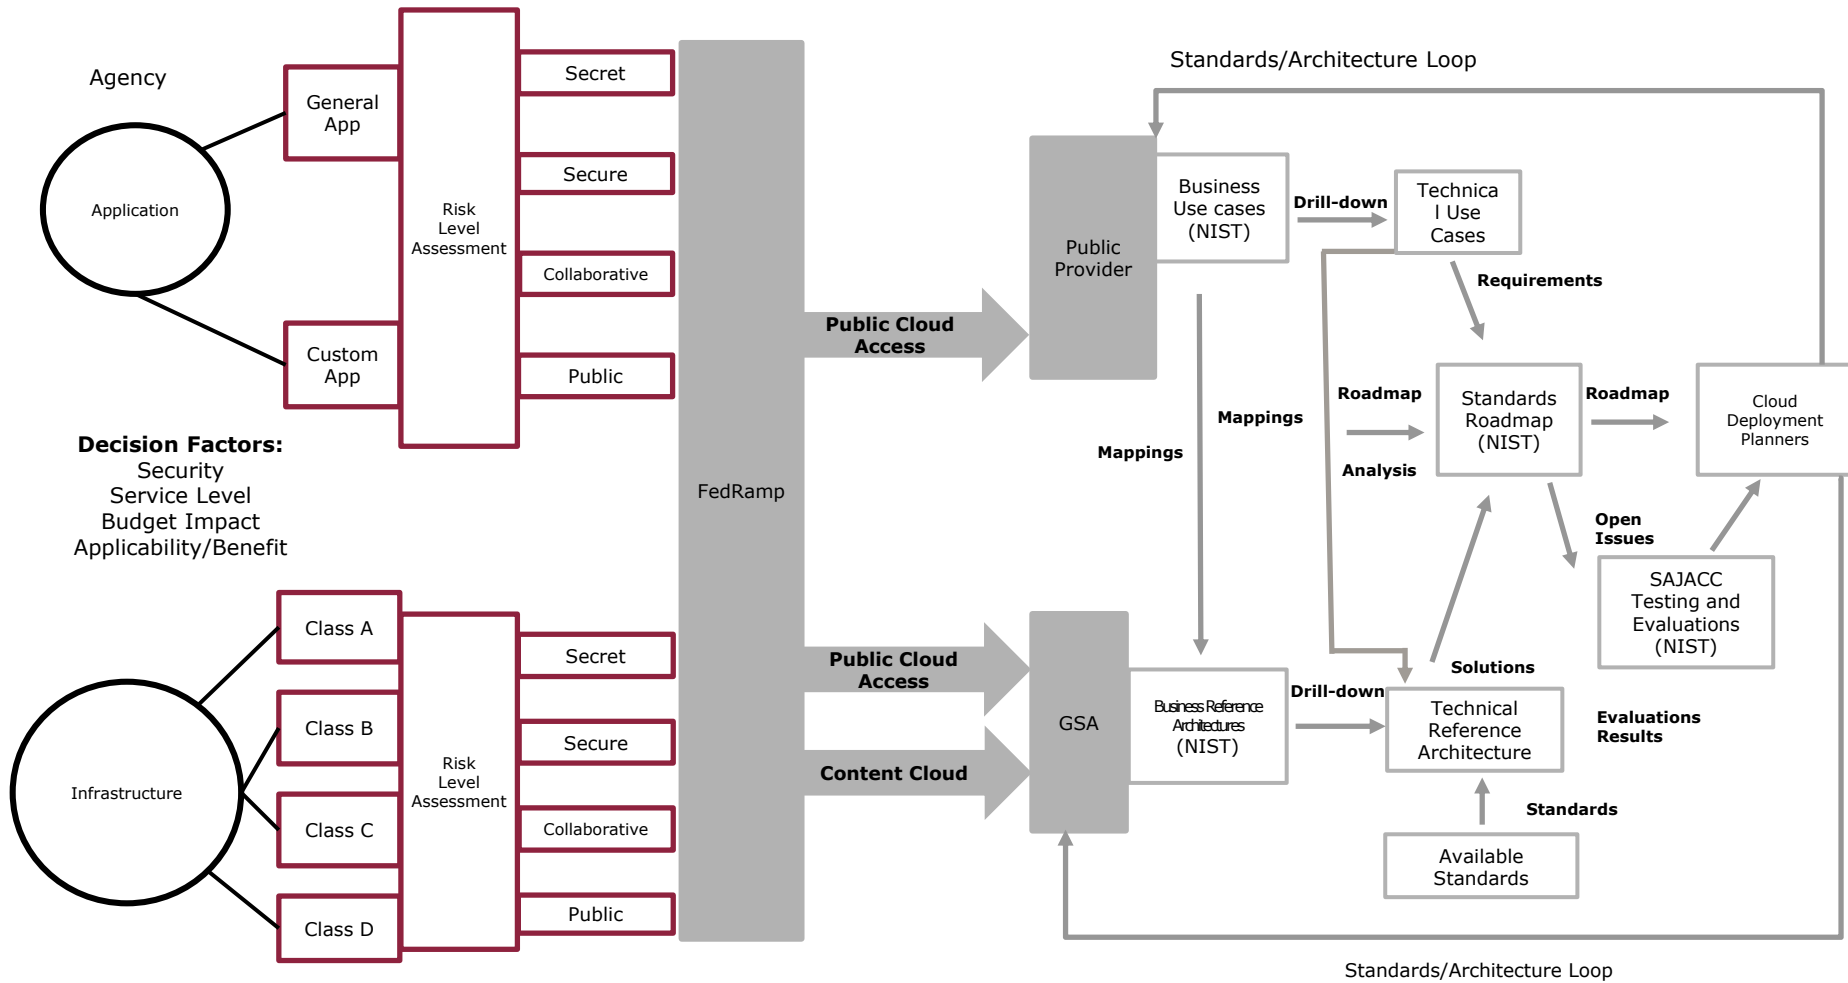 Agency
Application
General
App
Custom
App
Risk
Level
Assessment
Secret
Secure
Collaborative
Public
Decision Factors:
Security
Service Level
Budget Impact
Applicability/Benefit
Infrastructure
Class A
Class B
Class C
Class D
Risk
Level
Assessment
Secret
Secure
Collaborative
Public
FedRamp
Public Cloud
Access
Public Cloud
Access
Content Cloud
Standards/Architecture Loop
Public
Provider
Business
Use cases
(NIST)
Drill-down
Technica
l Use
Cases
Requirements
Mappings
Mappings
Roadmap
Analysis
Standards
Roadmap
(NIST)
Roadmap
Cloud
Deployment
Planners
Open
Issues
SAJACC
Testing and
Evaluations
(NIST)
Solutions
GSA
Business Reference
Architectures
(NIST)
Drill-down
Technical
Reference
Architecture
Evaluations
Results
Standards
Available
Standards
Standards/Architecture Loop